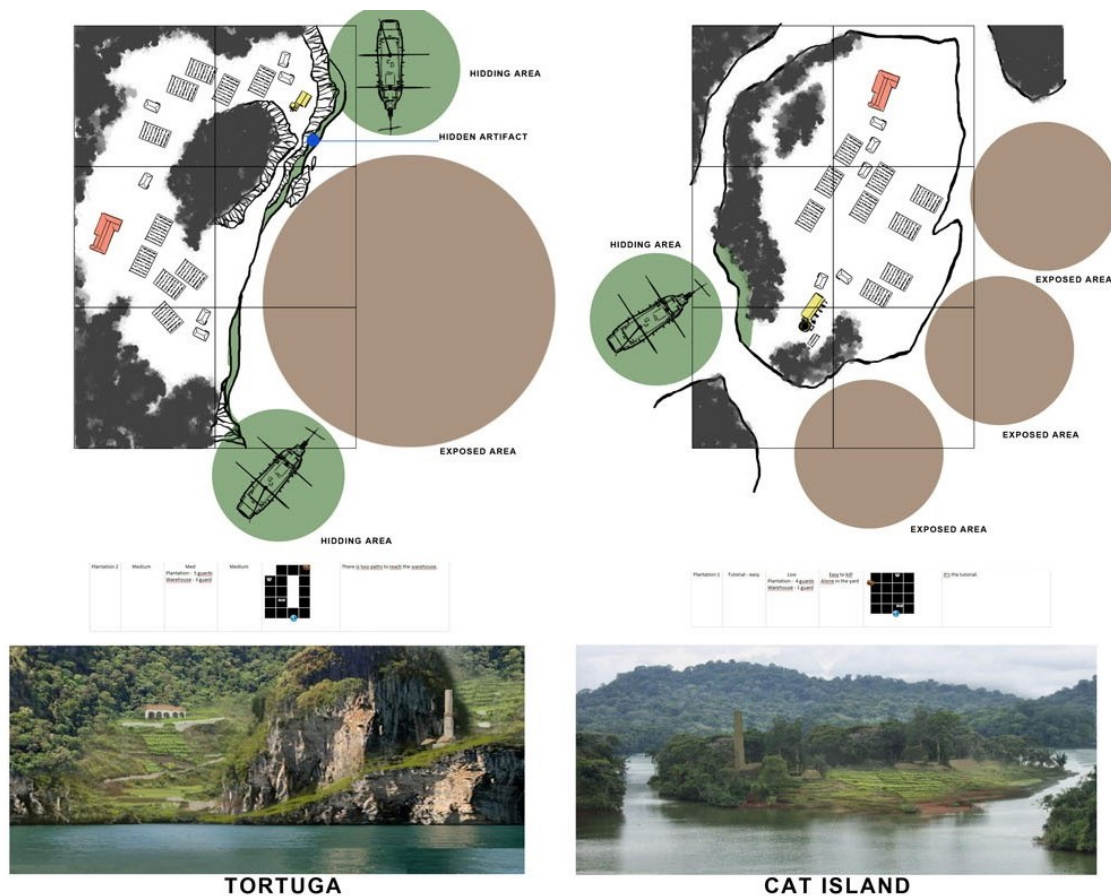 HIDDING AREA
HIDDEN ARTIFACT
EXPOSED AREA
HIDDING AREA
HIDDING AREA
EXPOSED AREA
EXPOSED AREA
EXPOSED AREA
Plantation 2
Medium
Med
Plantation - 5 guards
Warehouse - 3 guard
Medium
W
There is two paths to reach the warehouse.
Plantation 1
Tutorial - easy
Low
Plantation - 4 guards
Warehouse - 1 guard
Easy to kill
Alone in the yard
W
It's the tutorial.
TORTUGA
CAT ISLAND